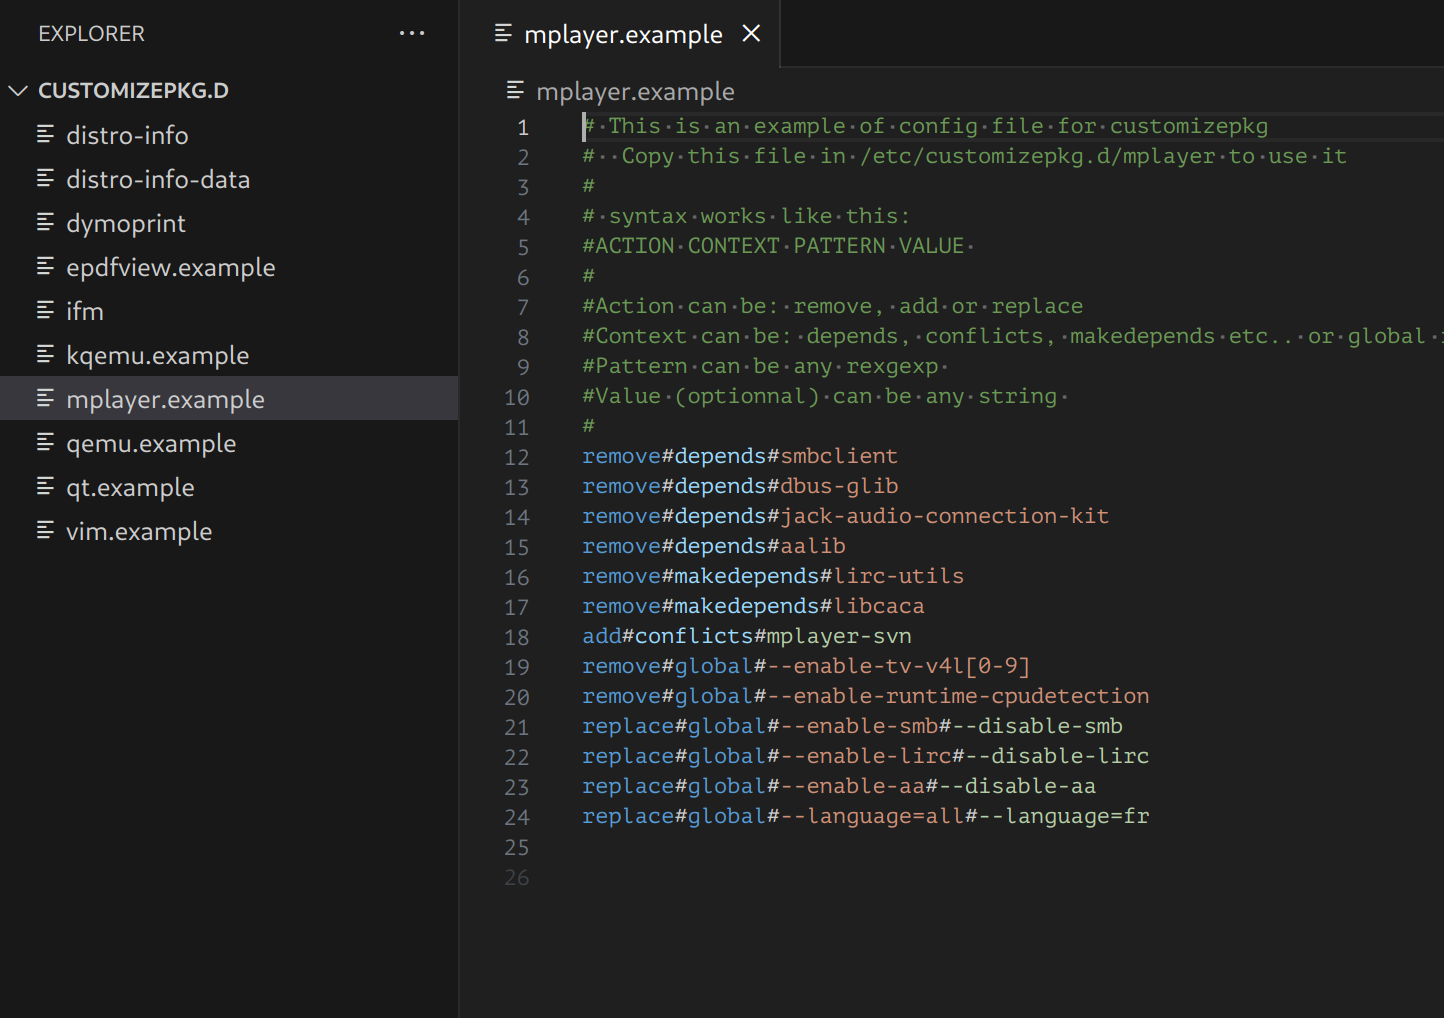 EXPLORER
CUSTOMIZEPKG.D
distro-info
distro-info-data
dymoprint
epdfview.example
ifm
kqemu.example
mplayer.example
qemu.example
qt.example
vim.example
mplayer.example
mplayer.example
1 # This is an example of config file for customizepkg
2 #  Copy this file in /etc/customizepkg.d/mplayer to use it
3 #
4 # syntax works like this:
5 #ACTION CONTEXT PATTERN VALUE
6 #
7 #Action can be: remove, add or replace
8 #Context can be: depends, conflicts, makedepends etc.. or global
9 #Pattern can be any rexgexp
10 #Value (optionnal) can be any string
11 #
12 remove#depends#smbclient
13 remove#depends#dbus-glib
14 remove#depends#jack-audio-connection-kit
15 remove#depends#aalib
16 remove#makedepends#lirc-utils
17 remove#makedepends#libcaca
18 add#conflicts#mplayer-svn
19 remove#global#--enable-tv-v4l[0-9]
20 remove#global#--enable-runtime-cpudetection
21 replace#global#--enable-smb#--disable-smb
22 replace#global#--enable-lirc#--disable-lirc
23 replace#global#--enable-aa#--disable-aa
24 replace#global#--language=all#--language=fr
25
26